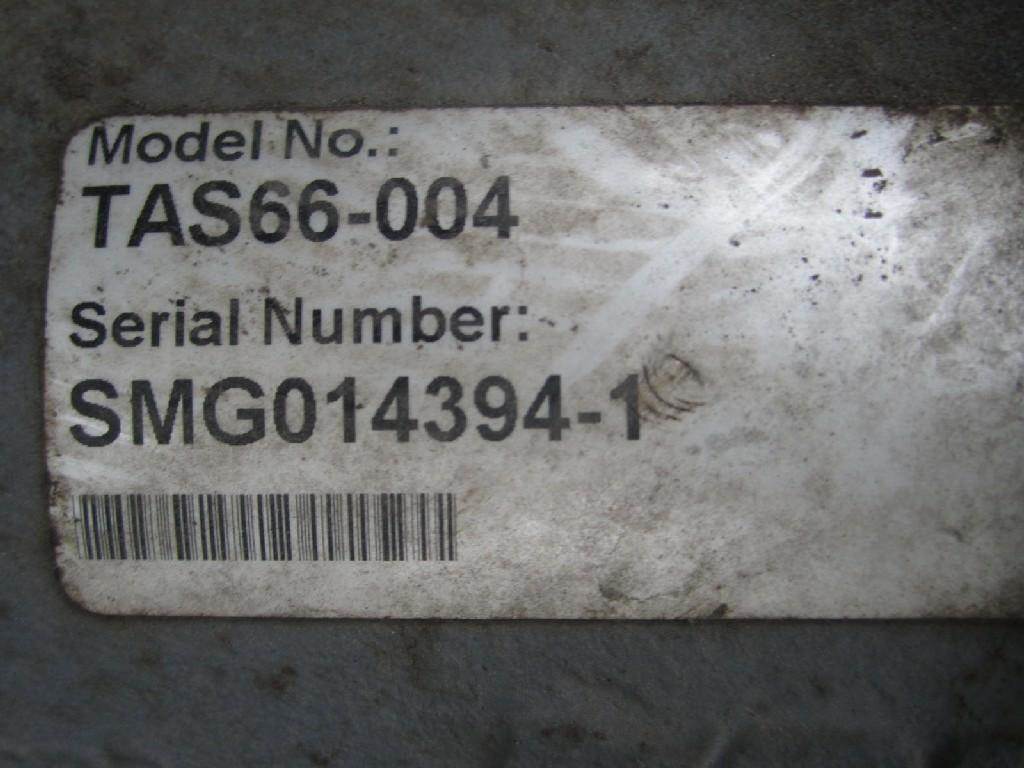 Model No.:
TAS66-004
Serial Number:
SMG014394-1